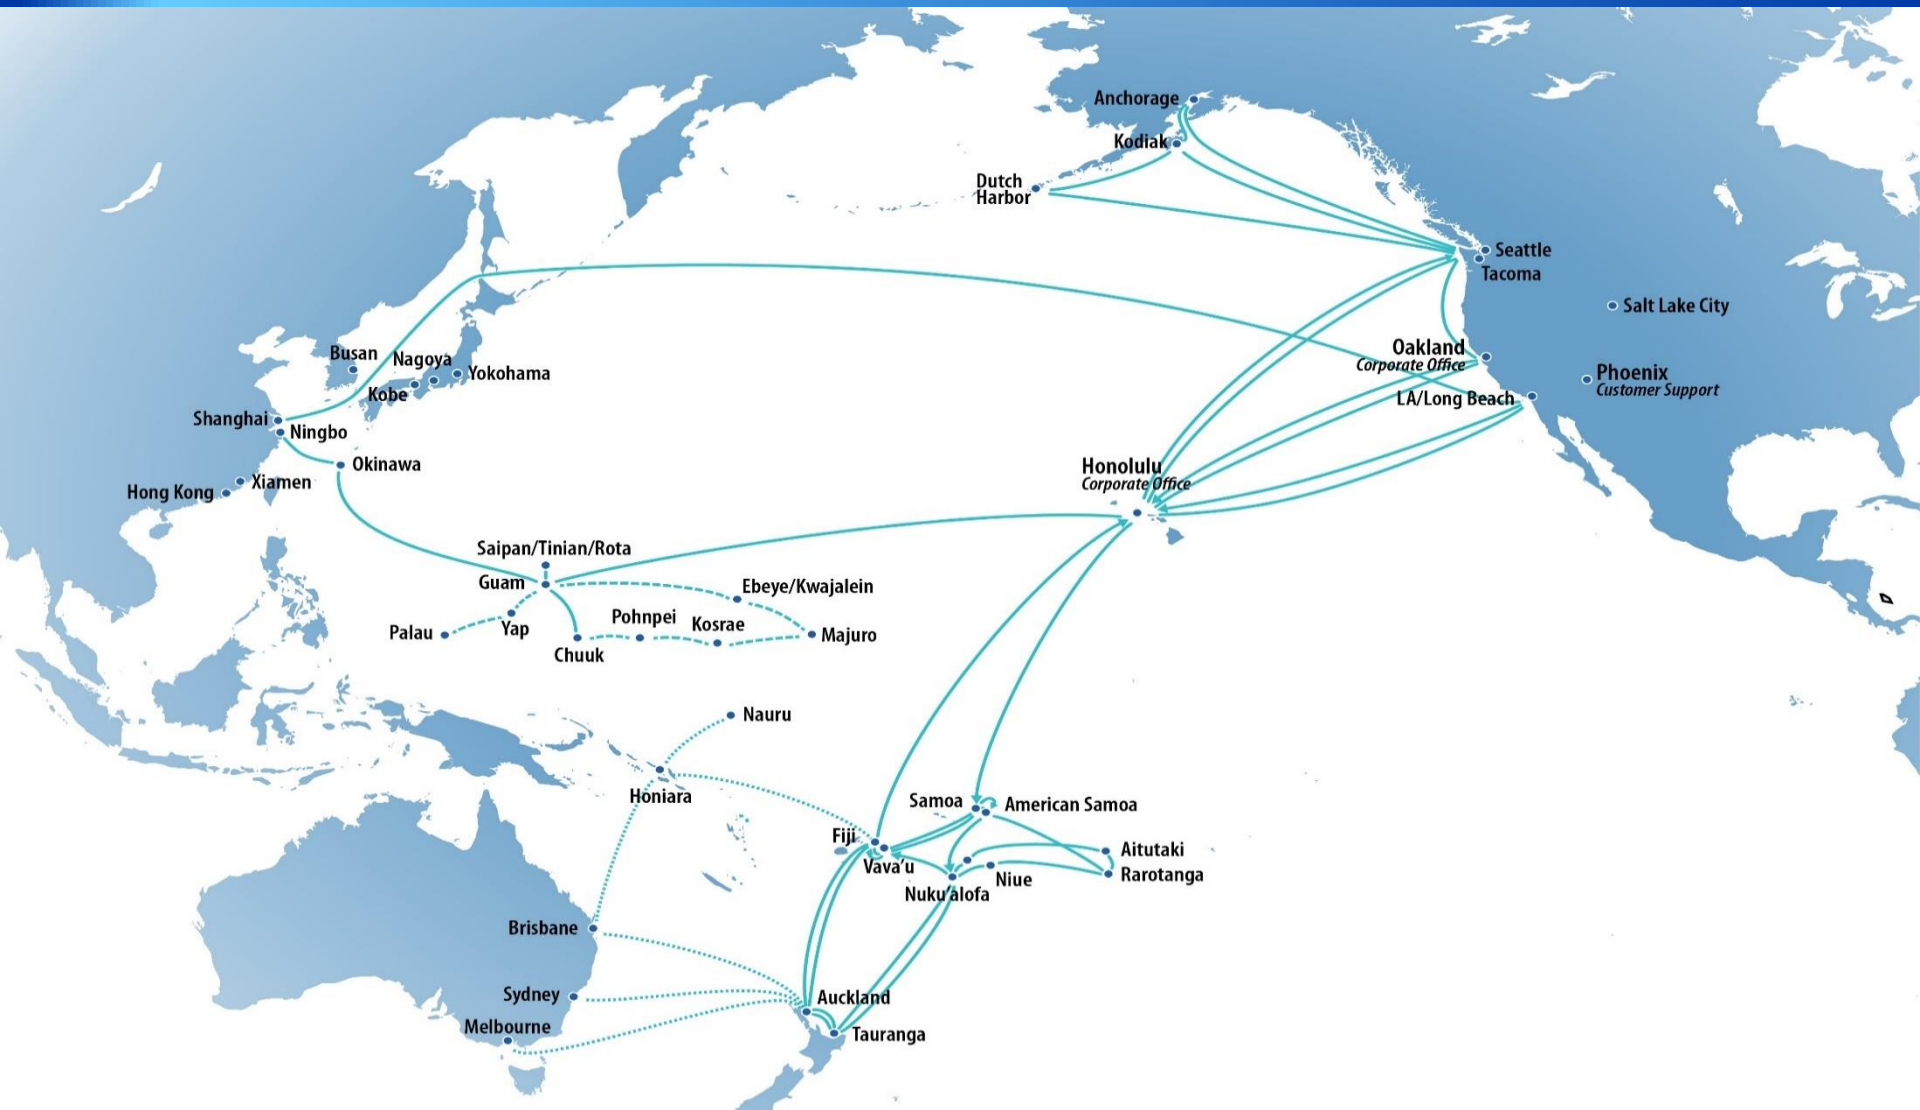 Anchorage
Kodiak
Dutch
Harbor
Seattle
Tacoma
Salt Lake City
Oakland
Corporate Office
Phoenix
Customer Support
LA/Long Beach
Busan
Nagoya
Yokohama
Kobe
Shanghai
Ningbo
Okinawa
Xiamen
Hong Kong
Honolulu
Corporate Office
Saipan/Tinian/Rota
Guam
Ebeye/Kwajalein
Pohnpei
Kosrae
Majuro
Palau
Yap
Chuuk
Nauru
Honiara
Samoa
American Samoa
Fiji
Vava'u
Aitutaki
Rarotanga
Niue
Nuku'alofa
Brisbane
Sydney
Auckland
Melbourne
Tauranga